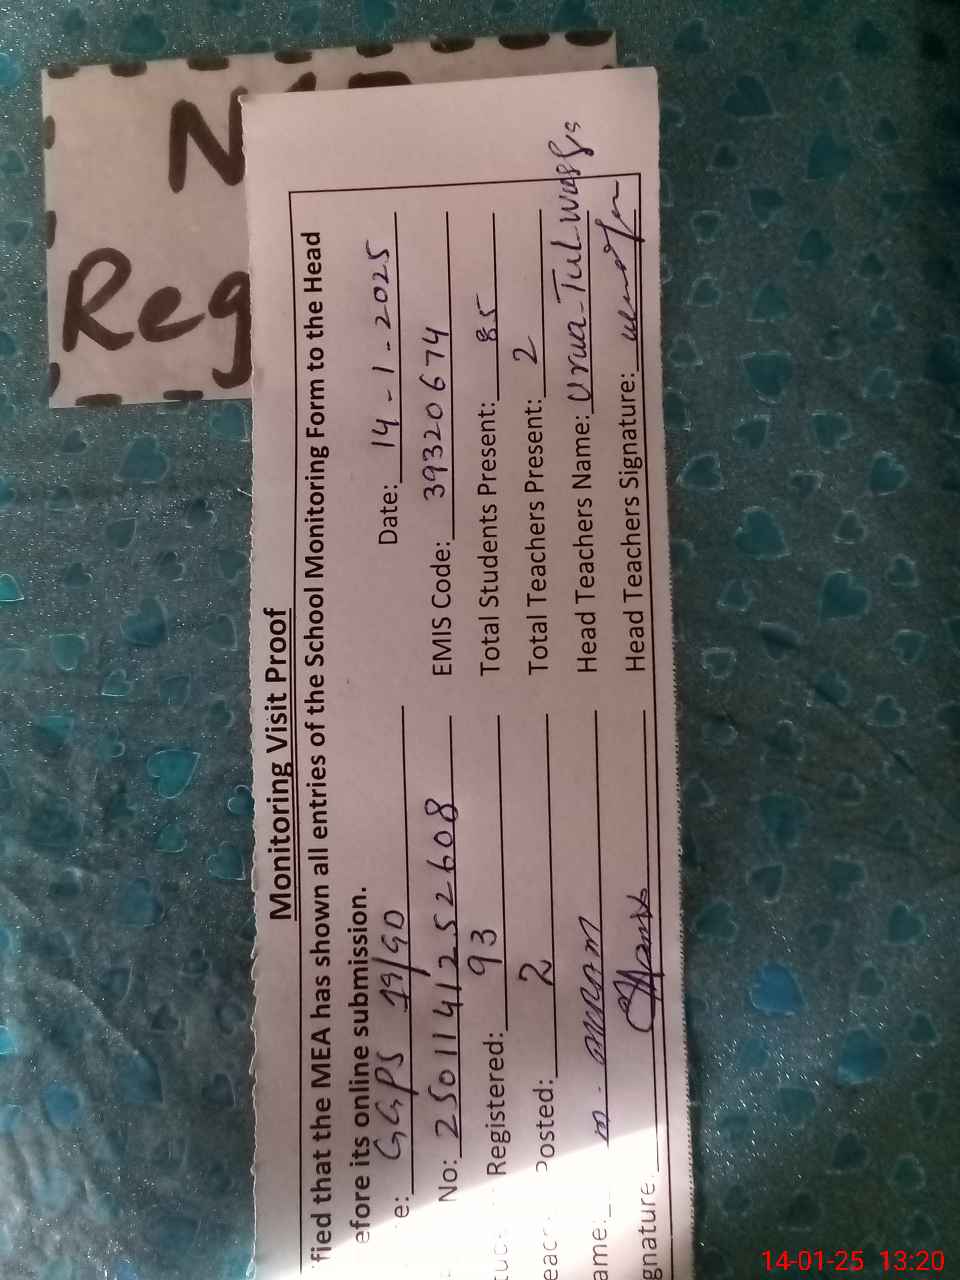 N
Reg
Monitoring Visit Proof
fied that the MEA has shown all entries of the School Monitoring Form to the Head
efore its online submission.
e: GGPS 19/GD Date: 14-1-2025
No: 2501141252608 EMIS Code: 39320674
Registered: 93 Total Students Present: 85
Posted: 2 Total Teachers Present: 2
ame: m. Head Teachers Name: Urwa-Tul-
gnature: Head Teachers Signature:
14-01-25 13:20